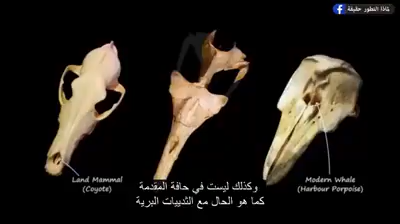 لماذا التطور حقيقة
Land Mammal
(Coyote)
Modern Whale
(Harbour Porpoise)
وكذلك ليست في حافة المقدمة
كما هو الحال مع الثدييات البرية